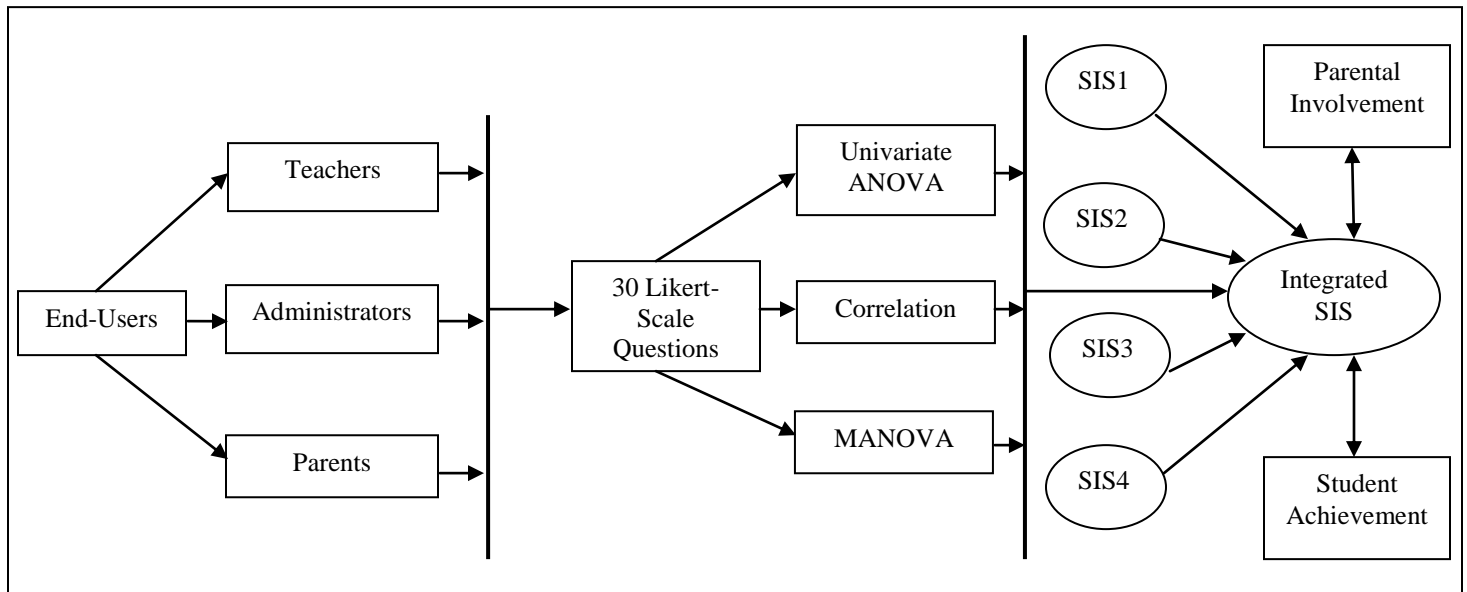 End-Users
Teachers
Administrators
Parents
30 Likert-
Scale
Questions
Univariate
ANOVA
Correlation
MANOVA
SIS1
SIS2
SIS3
SIS4
Integrated
SIS
Parental
Involvement
Student
Achievement